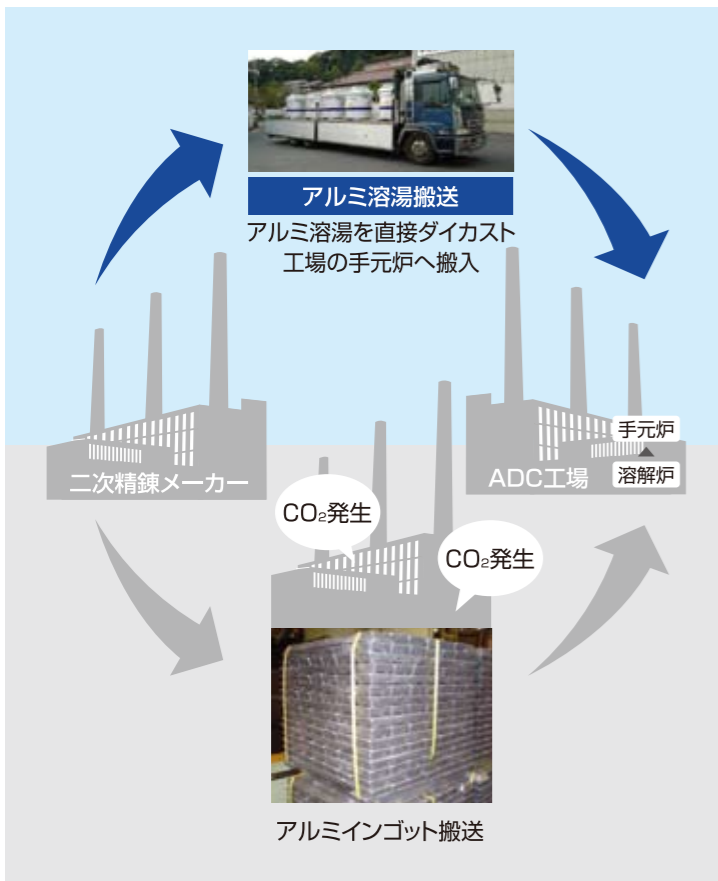 アルミ溶湯搬送
アルミ溶湯を直接ダイカスト
工場の手元炉へ搬入
二次精錬メーカー
ADC工場
手元炉
▲
溶解炉
CO₂発生
CO₂発生
アルミインゴット搬送